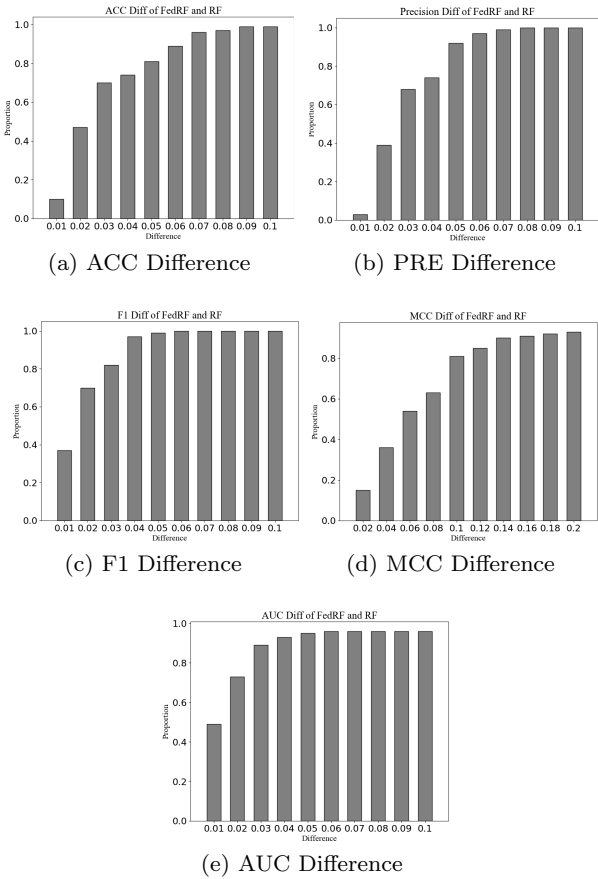 ACC Diff of FedRF and RF
Proportion
1.0
0.8
0.6
0.4
0.2
0.0
0.01 0.02 0.03 0.04 0.05 0.06 0.07 0.08 0.09 0.1
Difference
(a) ACC Difference
Precision Diff of FedRF and RF
Proportion
1.0
0.8
0.6
0.4
0.2
0.0
0.01 0.02 0.03 0.04 0.05 0.06 0.07 0.08 0.09 0.1
Difference
(b) PRE Difference
F1 Diff of FedRF and RF
Proportion
1.0
0.8
0.6
0.4
0.2
0.0
0.01 0.02 0.03 0.04 0.05 0.06 0.07 0.08 0.09 0.1
Difference
(c) F1 Difference
MCC Diff of FedRF and RF
Proportion
0.8
0.6
0.4
0.2
0.0
0.02 0.04 0.06 0.08 0.1 0.12 0.14 0.16 0.18 0.2
Difference
(d) MCC Difference
AUC Diff of FedRF and RF
Proportion
1.0
0.8
0.6
0.4
0.2
0.0
0.01 0.02 0.03 0.04 0.05 0.06 0.07 0.08 0.09 0.1
Difference
(e) AUC Difference